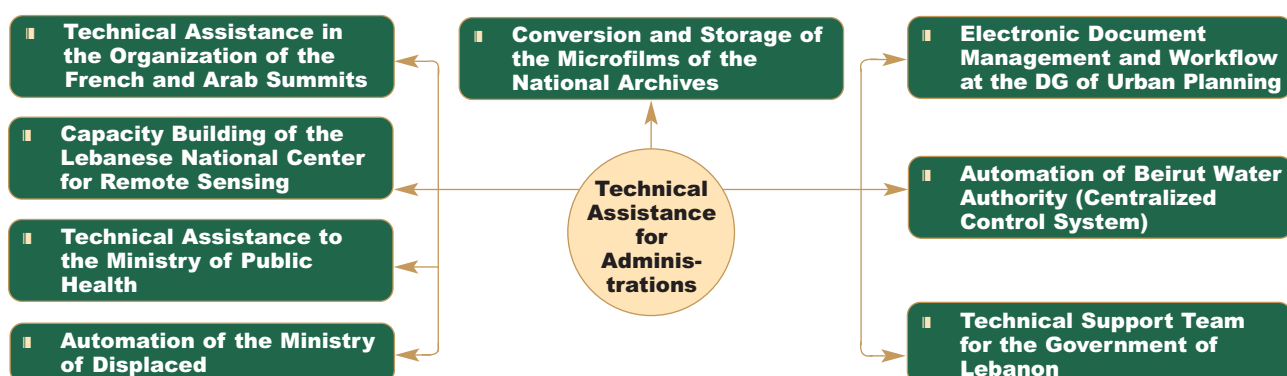 Technical Assistance in
the Organization of the
French and Arab Summits
Capacity Building of the
Lebanese National Center
for Remote Sensing
Technical Assistance to
the Ministry of Public
Health
Automation of the Ministry
of Displaced
Conversion and Storage of
the Microfilms of the
National Archives
Technical
Assistance
for
Adminis-
trations
Electronic Document
Management and Workflow
at the DG of Urban Planning
Automation of Beirut Water
Authority (Centralized
Control System)
Technical Support Team
for the Government of
Lebanon